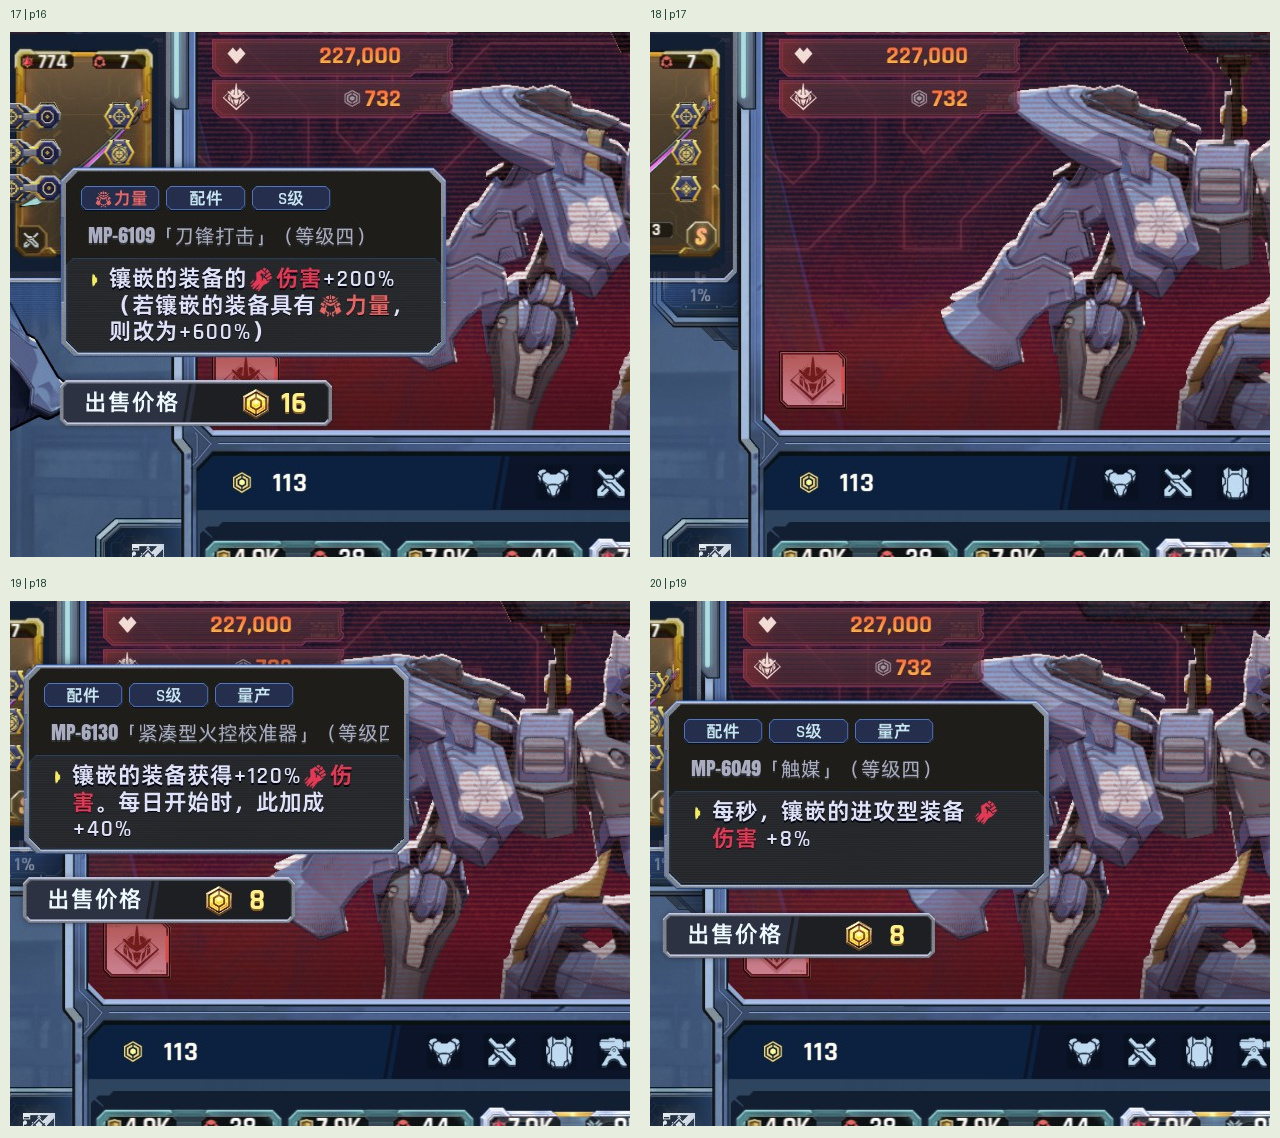 17 | p16
774 7
227,000
732
力量 配件 S级
MP-6109「刀锋打击」（等级四）
镶嵌的装备的伤害+200%
（若镶嵌的装备具有力量，
则改为+600%）
出售价格 16
113
18 | p17
7
227,000
732
3 S
1%
113
19 | p18
7
227,000
配件 S级 量产
MP-6130「紧凑型火控校准器」（等级
镶嵌的装备获得+120%伤
害。每日开始时，此加成
+40%
1%
出售价格 8
113
20 | p19
7
227,000
732
配件 S级 量产
MP-6049「触媒」（等级四）
每秒，镶嵌的进攻型装备
伤害 +8%
出售价格 8
113